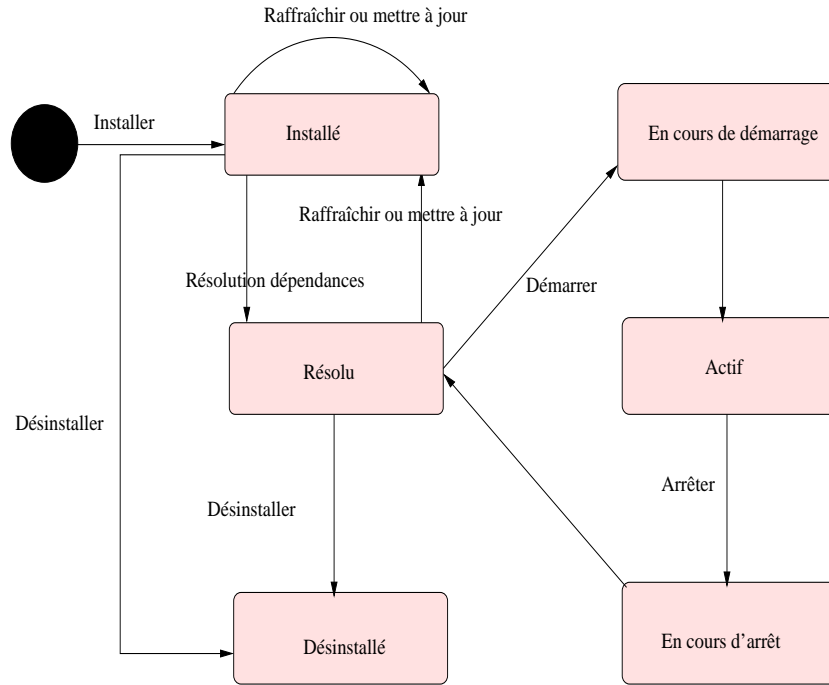 Raffraîchir ou mettre à jour
Installer
Installé
En cours de démarrage
Raffraîchir ou mettre à jour
Résolution dépendances
Démarrer
Résolu
Actif
Désinstaller
Arrêter
Désinstaller
Désinstallé
En cours d'arrêt